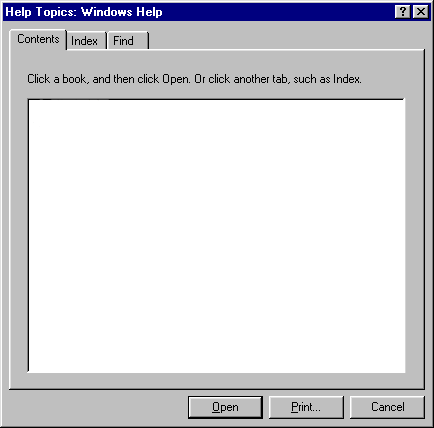 Help Topics: Windows Help
Contents Index Find
Click a book, and then click Open. Or click another tab, such as Index.
Open Print... Cancel